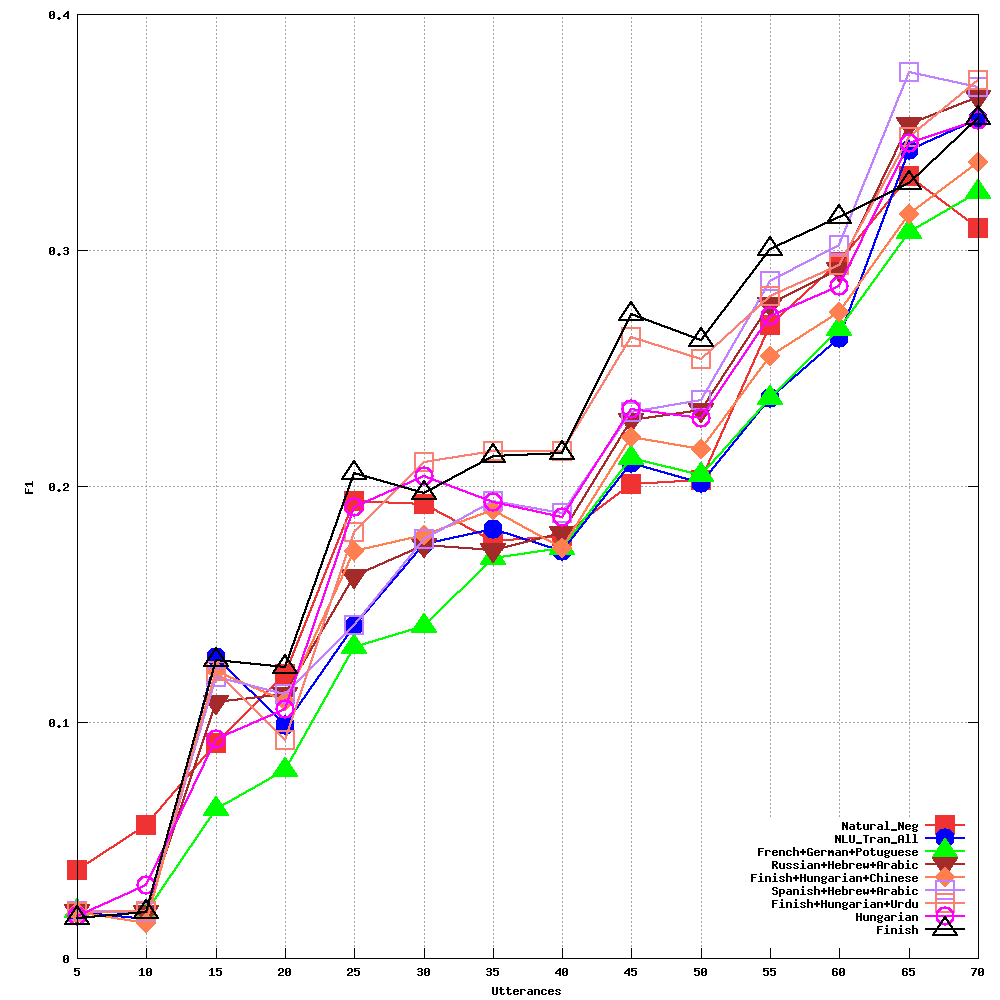 0.4
0.3
0.2
0.1
0
F1
5 10 15 20 25 30 35 40 45 50 55 60 65 70
Utterances
Natural_Neg
NLU_Tran_All
French+German+Potuguese
Russian+Hebrew+Arabic
Finish+Hungarian+Chinese
Spanish+Hebrew+Arabic
Finish+Hungarian+Urdu
Hungarian
Finish